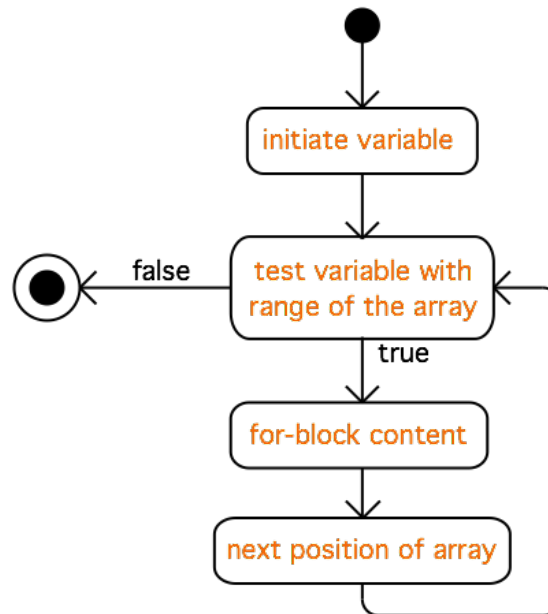 initiate variable
false
test variable with
range of the array
true
for-block content
next position of array